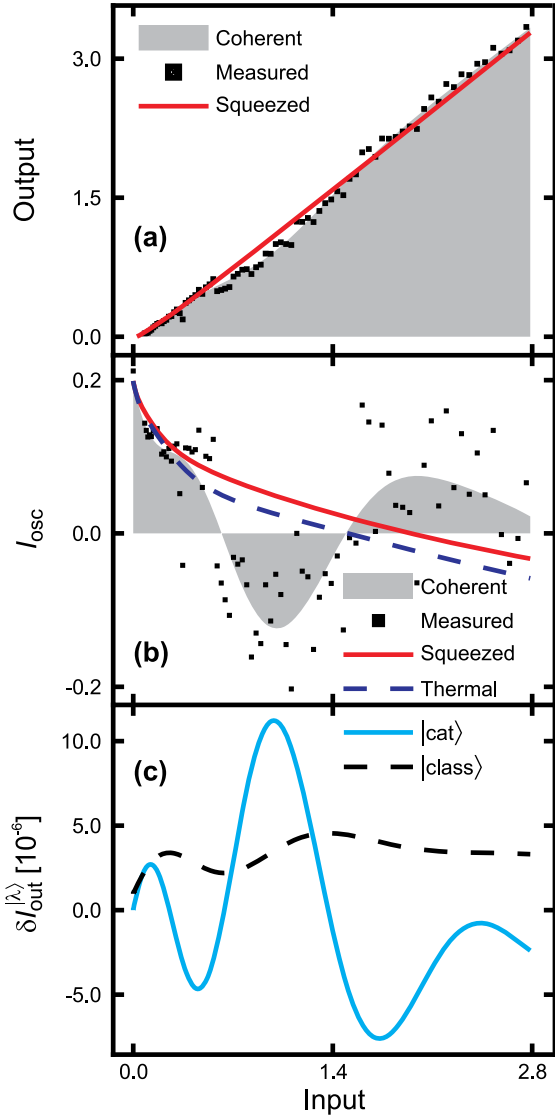 3.0
1.5
0.0
Output
Coherent
Measured
Squeezed
(a)
0.2
0.0
-0.2
I_osc
Coherent
Measured
Squeezed
Thermal
(b)
10.0
5.0
0.0
-5.0
δI_out^|λ⟩ [10⁻⁶]
|cat⟩
|class⟩
(c)
0.0 1.4 2.8
Input